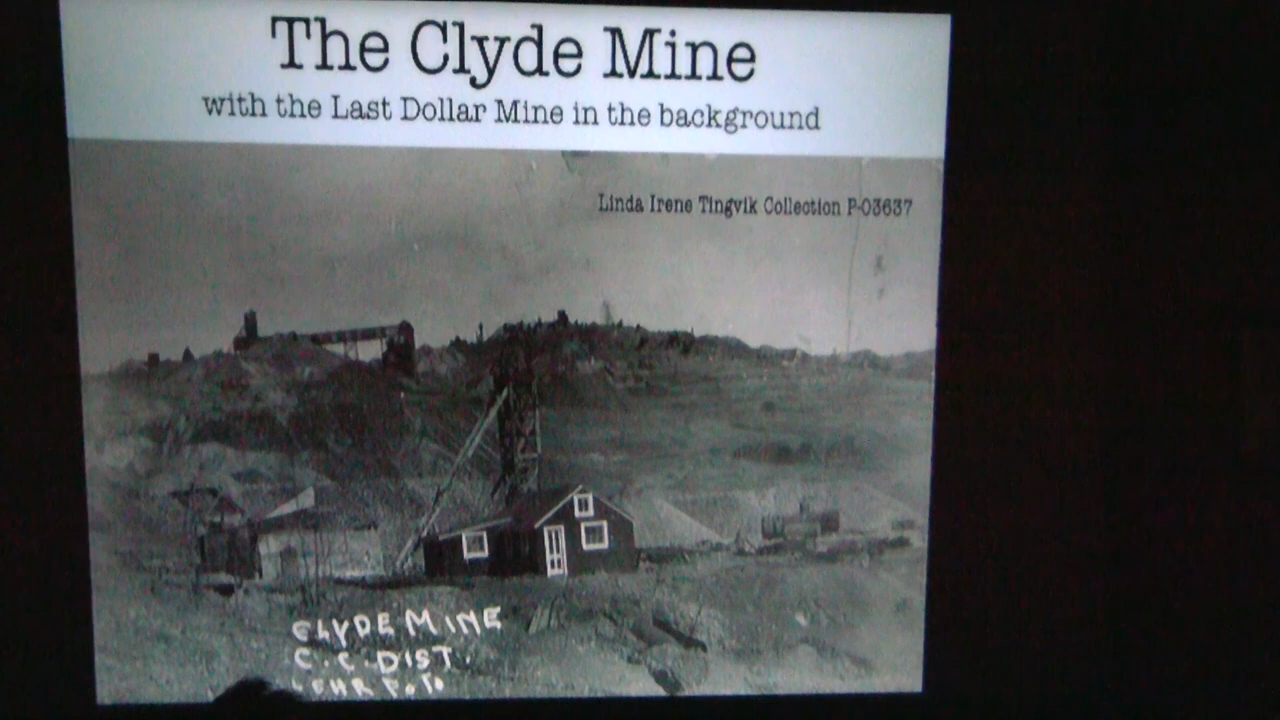 The Clyde Mine
with the Last Dollar Mine in the background
Linda Irene Tingvik Collection P-03637
CLYDE MINE
C.C. DIST.